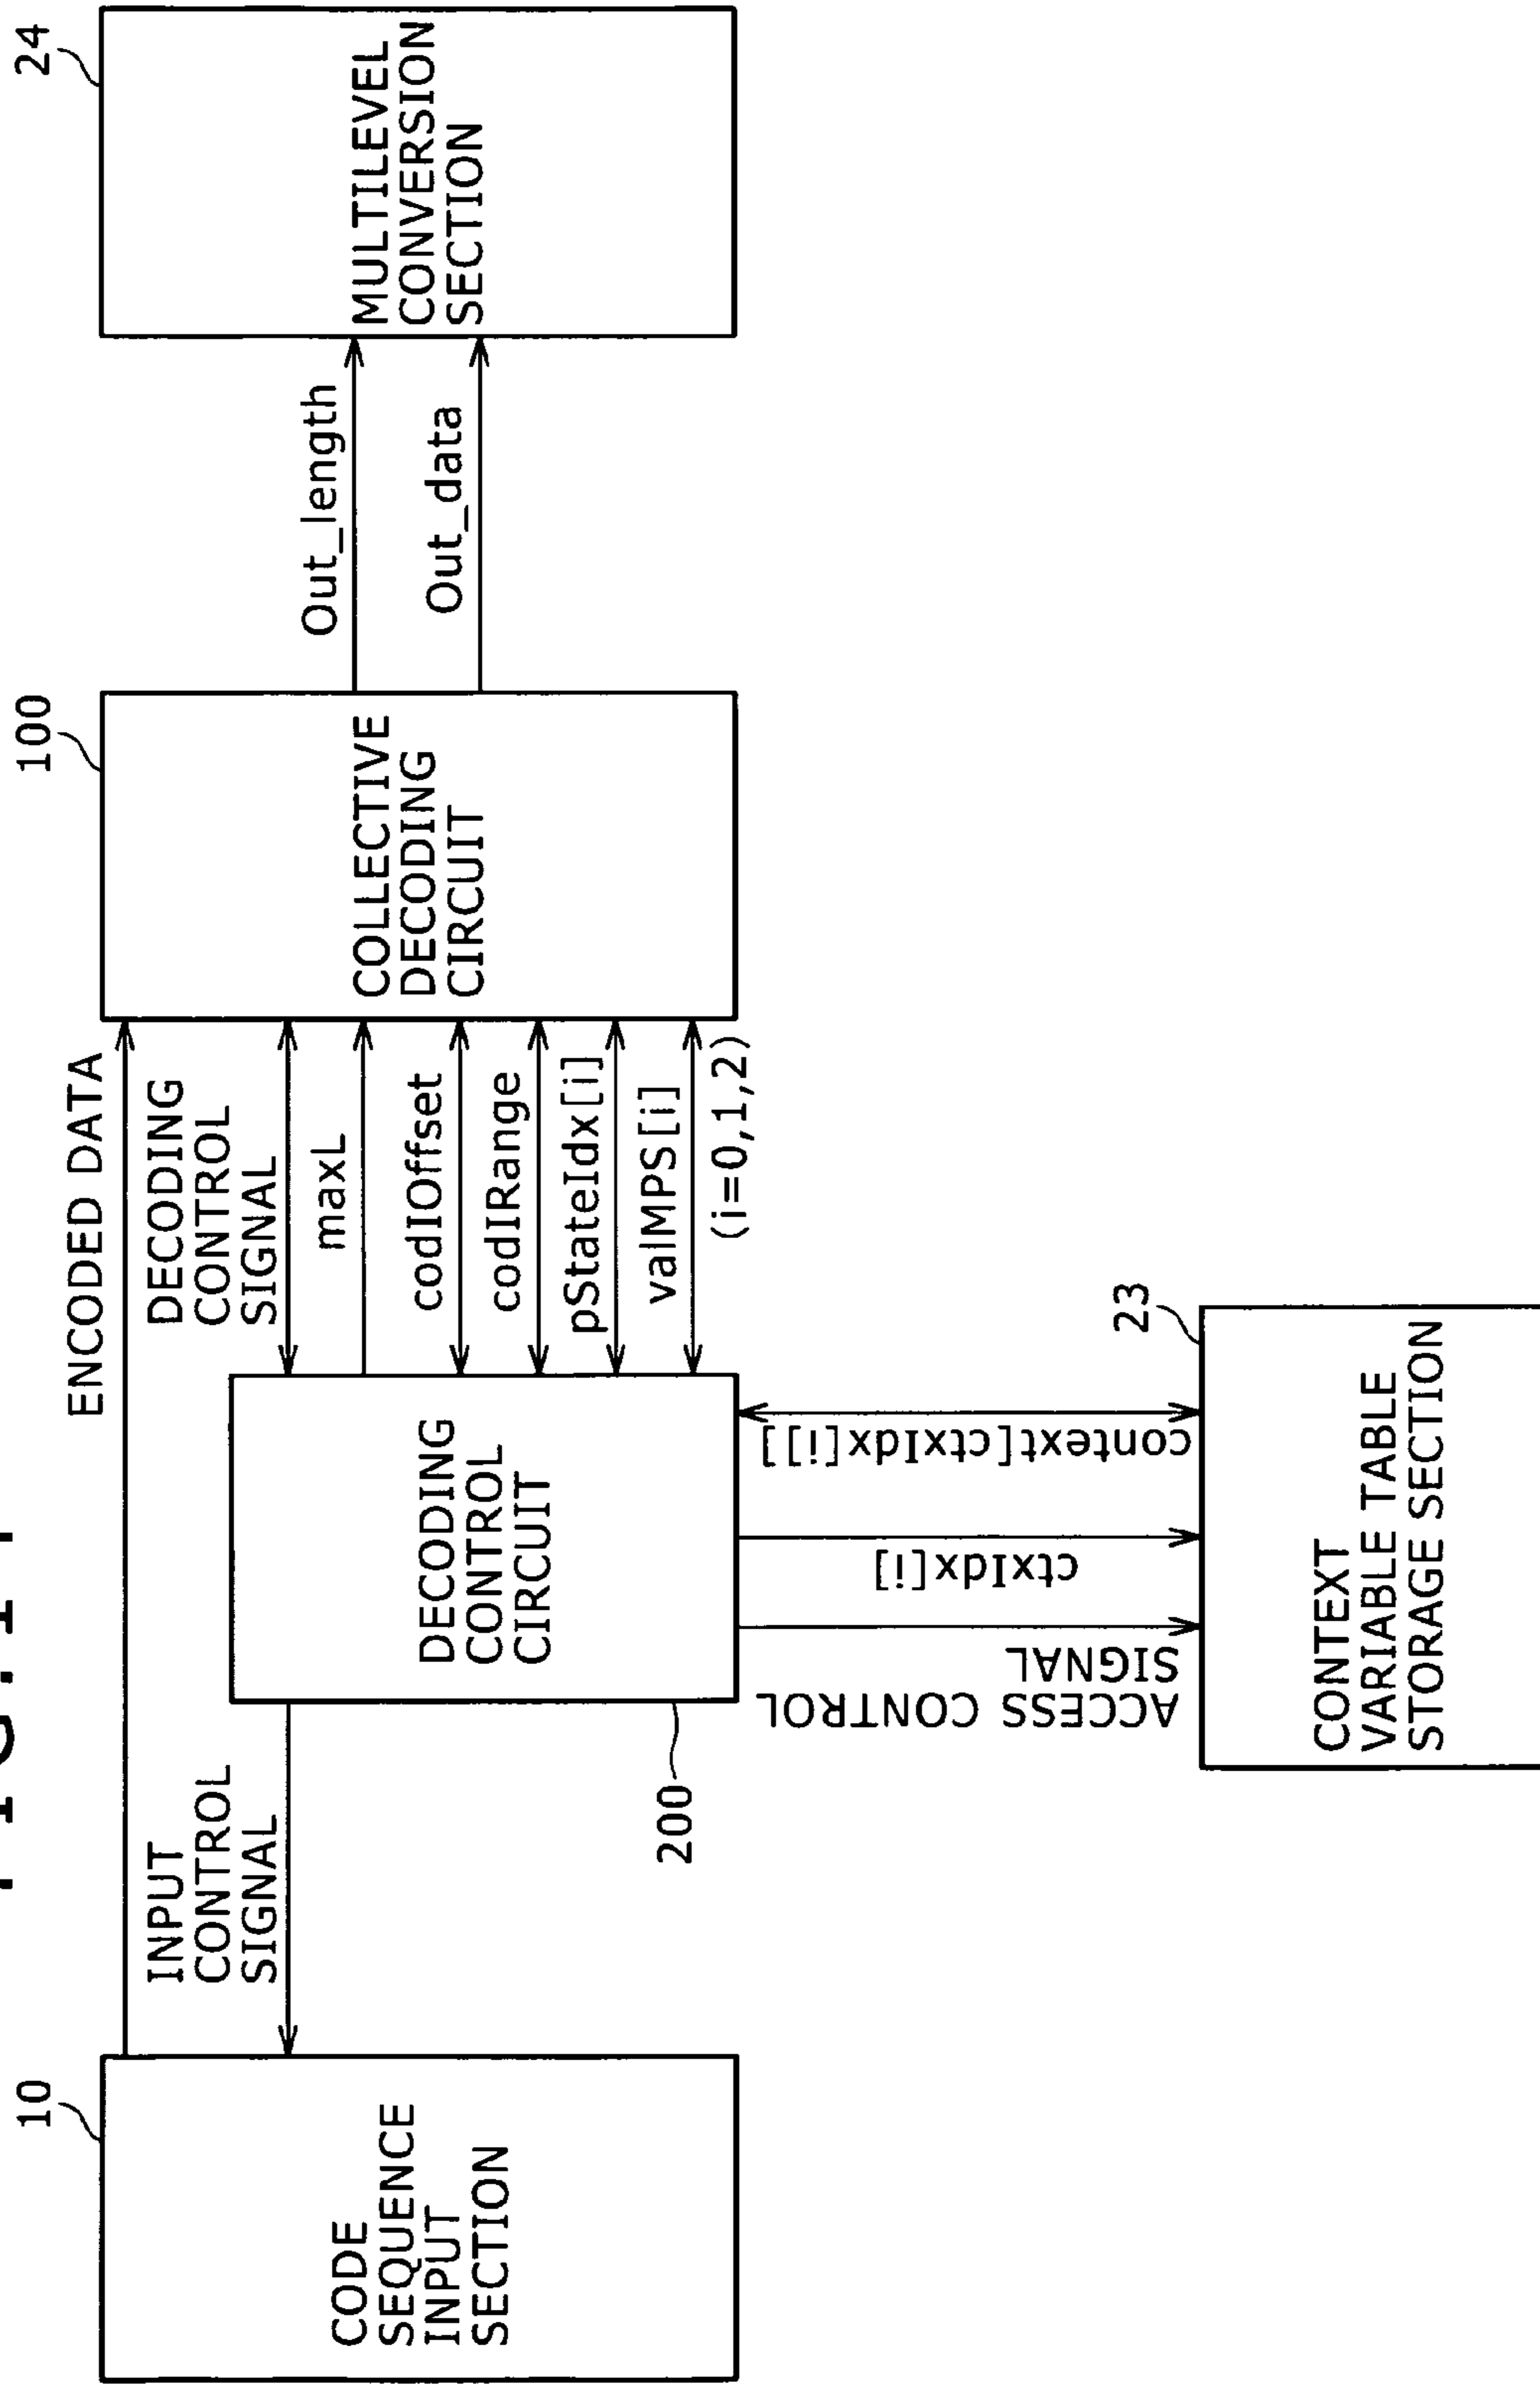 10
CODE
SEQUENCE
INPUT
SECTION
ENCODED DATA
INPUT
CONTROL
SIGNAL
DECODING
CONTROL
CIRCUIT
200
DECODING
CONTROL
SIGNAL
maxL
codIOffset
codIRange
pStateIdx[i]
valMPS[i]
(i=0,1,2)
100
COLLECTIVE
DECODING
CIRCUIT
Out_length
Out_data
24
MULTILEVEL
CONVERSION
SECTION
ACCESS CONTROL
SIGNAL
ctxIdx[i]
context[ctxIdx[i]]
23
CONTEXT
VARIABLE TABLE
STORAGE SECTION